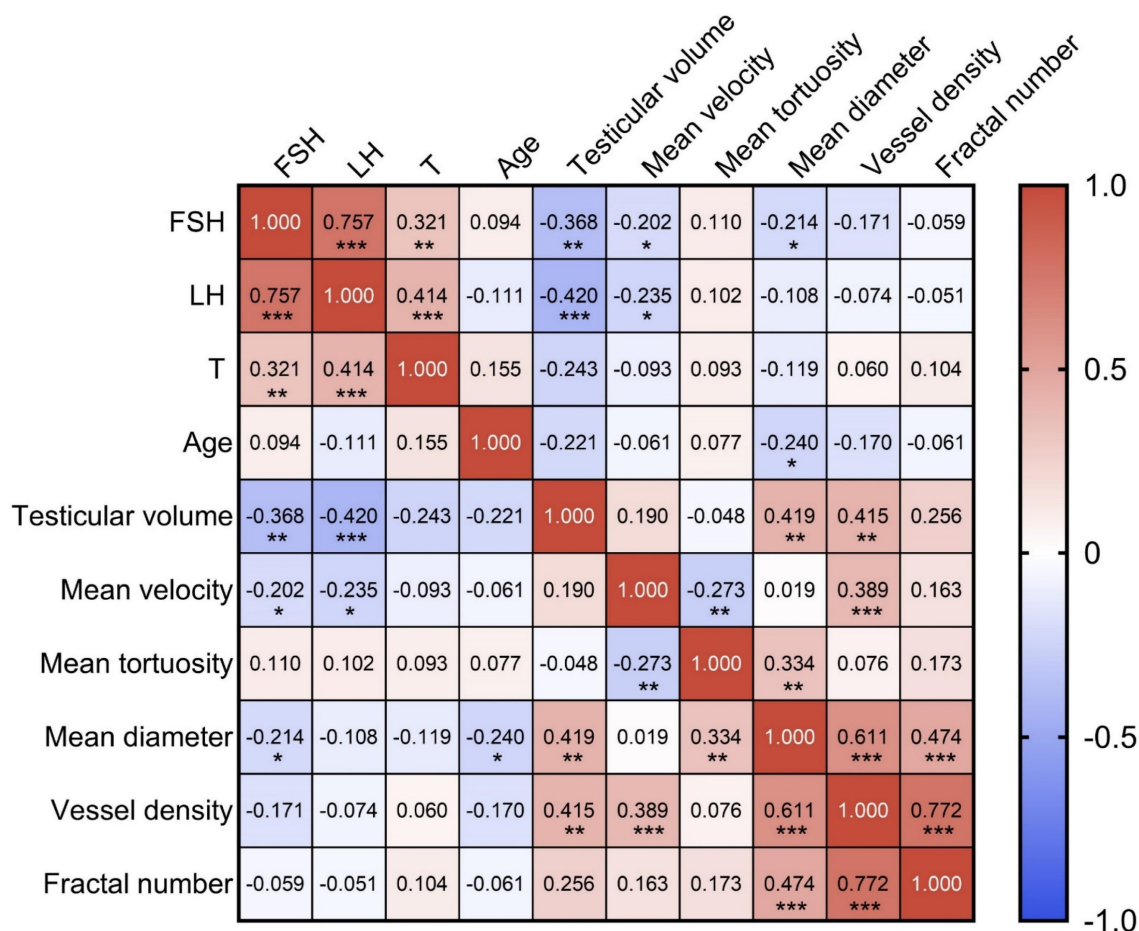 FSH LH T Age Testicular volume Mean velocity Mean tortuosity Mean diameter Vessel density Fractal number
FSH 1.000 0.757 0.321 0.094 -0.368 -0.202 0.110 -0.214 -0.171 -0.059
*** ** ** * *
LH 0.757 1.000 0.414 -0.111 -0.420 -0.235 0.102 -0.108 -0.074 -0.051
*** *** *** *
T 0.321 0.414 1.000 0.155 -0.243 -0.093 0.093 -0.119 0.060 0.104
** ***
Age 0.094 -0.111 0.155 1.000 -0.221 -0.061 0.077 -0.240 -0.170 -0.061
*
Testicular volume -0.368 -0.420 -0.243 -0.221 1.000 0.190 -0.048 0.419 0.415 0.256
** *** ** **
Mean velocity -0.202 -0.235 -0.093 -0.061 0.190 1.000 -0.273 0.019 0.389 0.163
* * ** ***
Mean tortuosity 0.110 0.102 0.093 0.077 -0.048 -0.273 1.000 0.334 0.076 0.173
** **
Mean diameter -0.214 -0.108 -0.119 -0.240 0.419 0.019 0.334 1.000 0.611 0.474
* * ** ** *** ***
Vessel density -0.171 -0.074 0.060 -0.170 0.415 0.389 0.076 0.611 1.000 0.772
** *** *** ***
Fractal number -0.059 -0.051 0.104 -0.061 0.256 0.163 0.173 0.474 0.772 1.000
*** ***
1.0
0.5
0
-0.5
-1.0